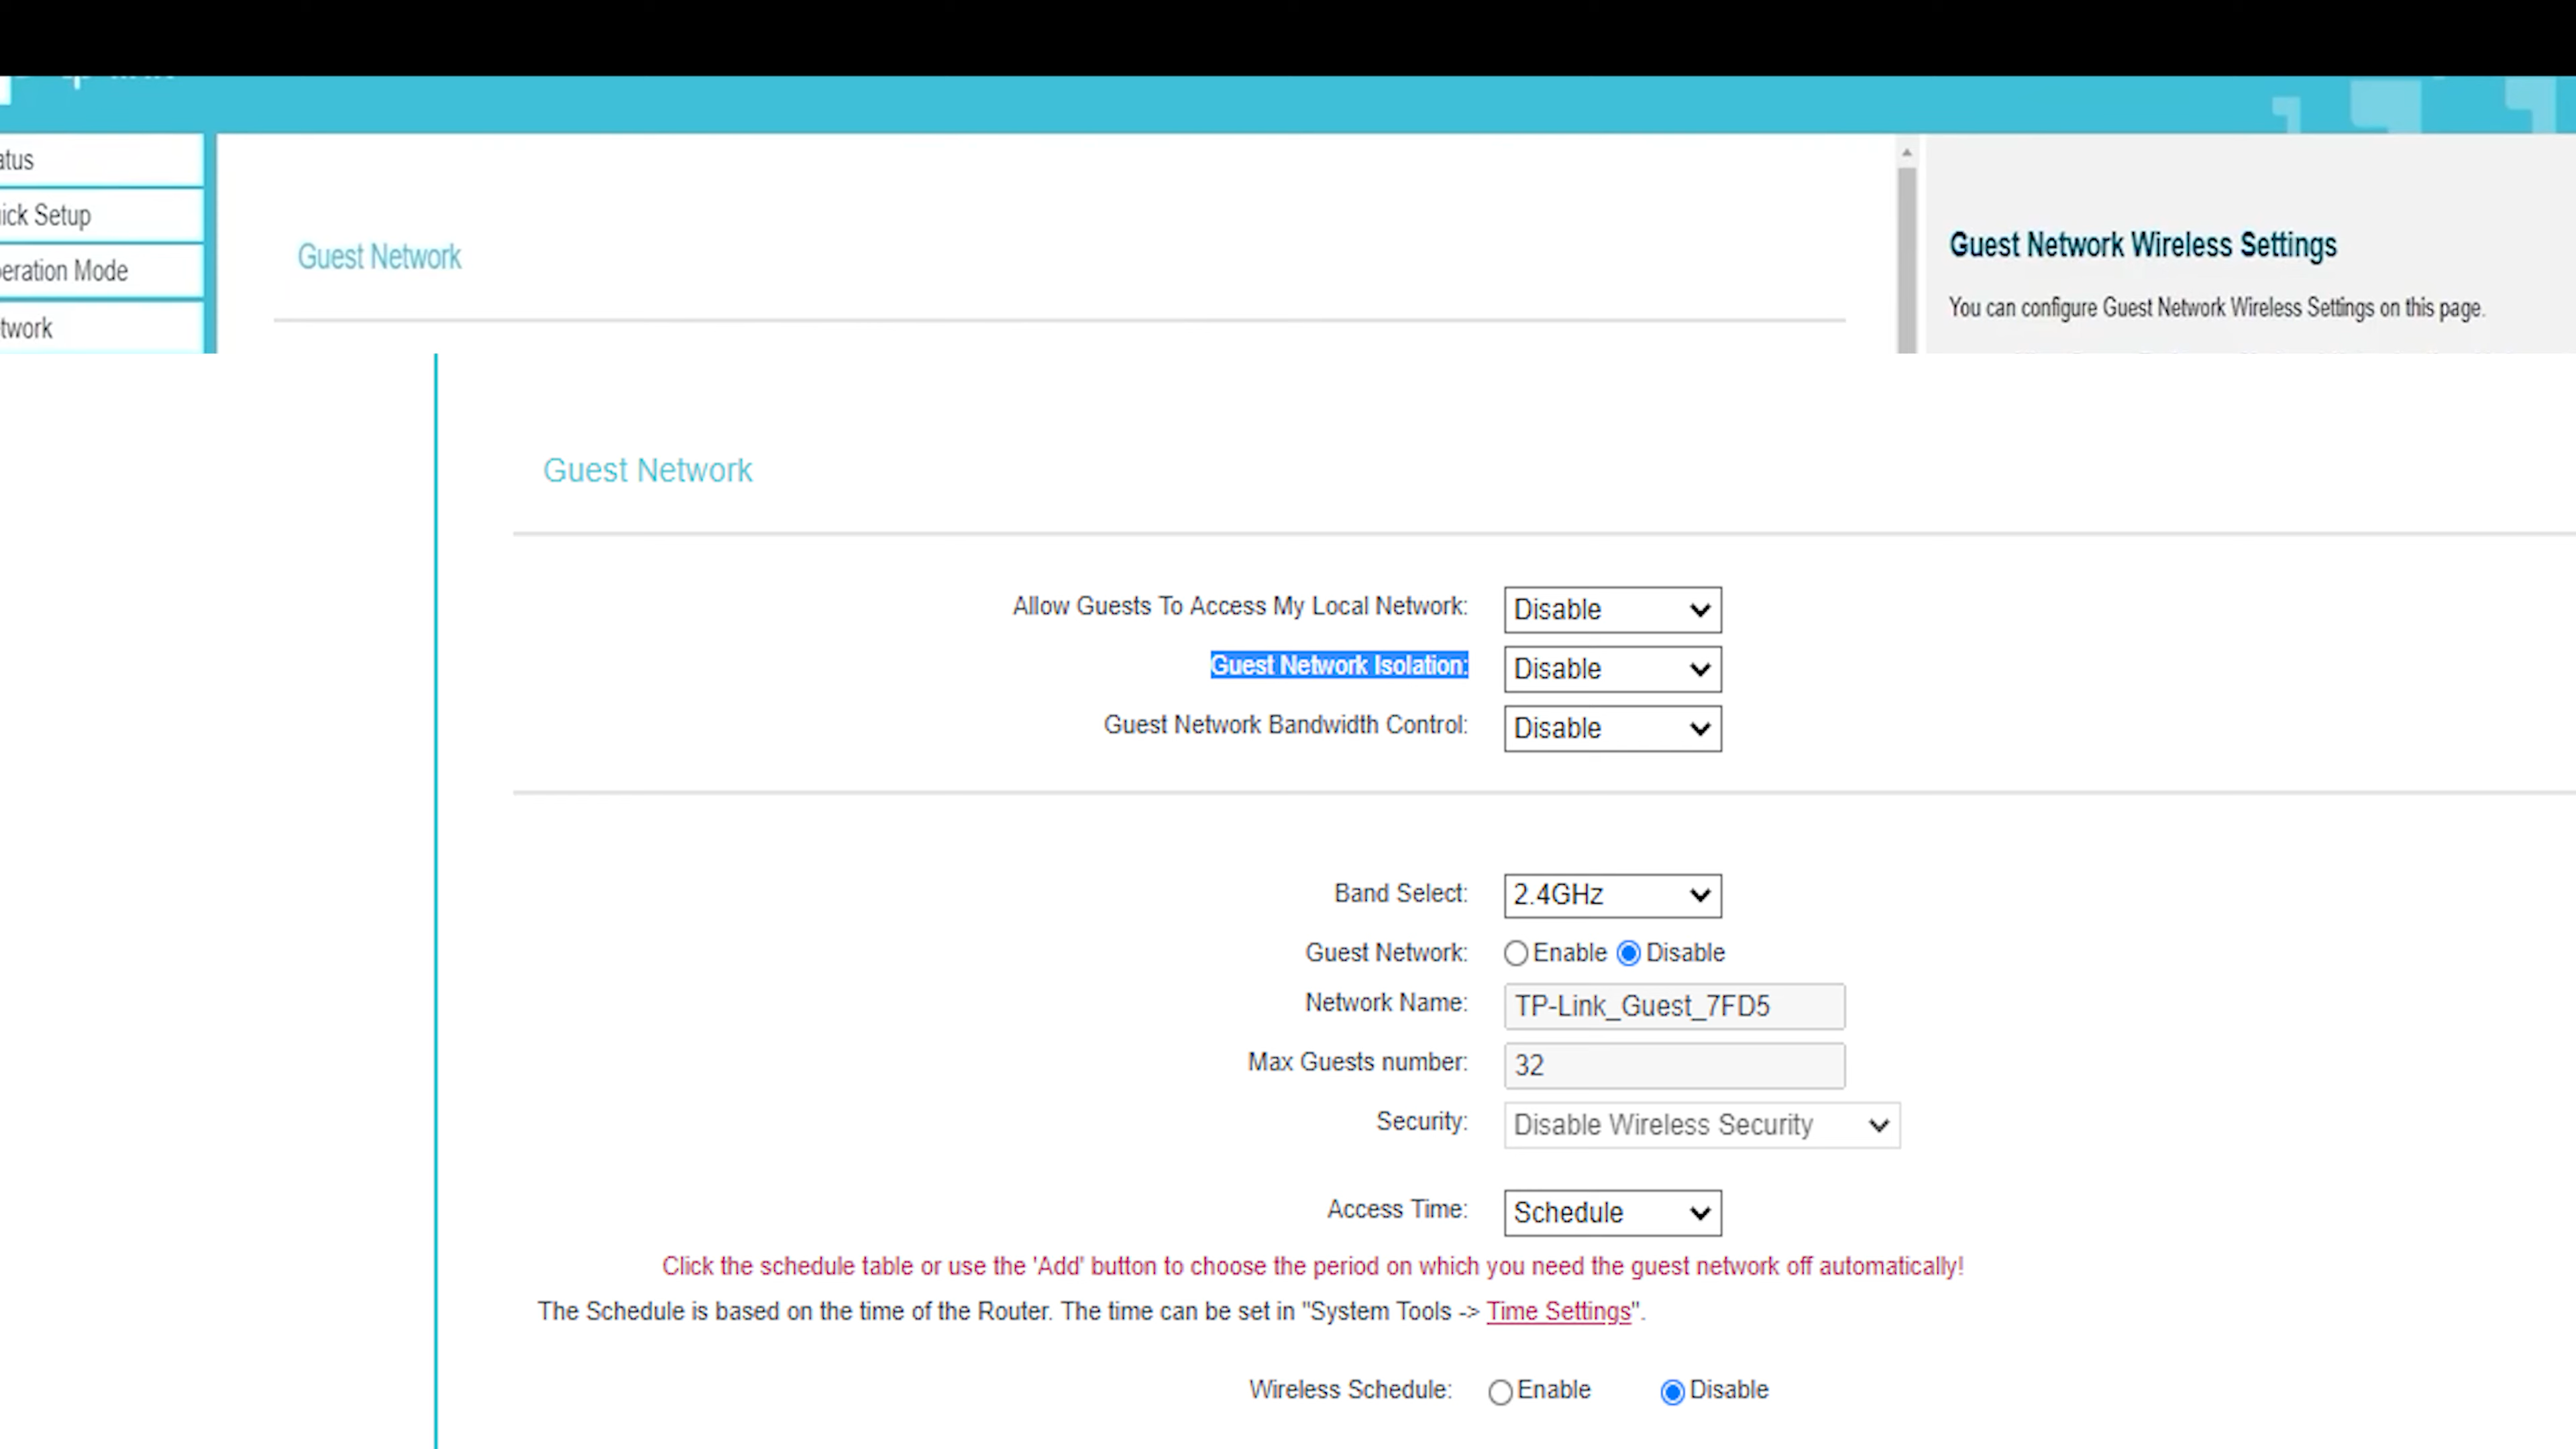 Quick Setup
Operation Mode
Guest Network
Guest Network Wireless Settings
You can configure Guest Network Wireless Settings on this page.
Guest Network
Allow Guests To Access My Local Network: Disable
Guest Network Isolation: Disable
Guest Network Bandwidth Control: Disable
Band Select: 2.4GHz
Guest Network: Enable Disable
Network Name: TP-Link_Guest_7FD5
Max Guests number: 32
Security: Disable Wireless Security
Access Time: Schedule
Click the schedule table or use the 'Add' button to choose the period on which you need the guest network off automatically!
The Schedule is based on the time of the Router. The time can be set in "System Tools -> Time Settings".
Wireless Schedule: Enable Disable